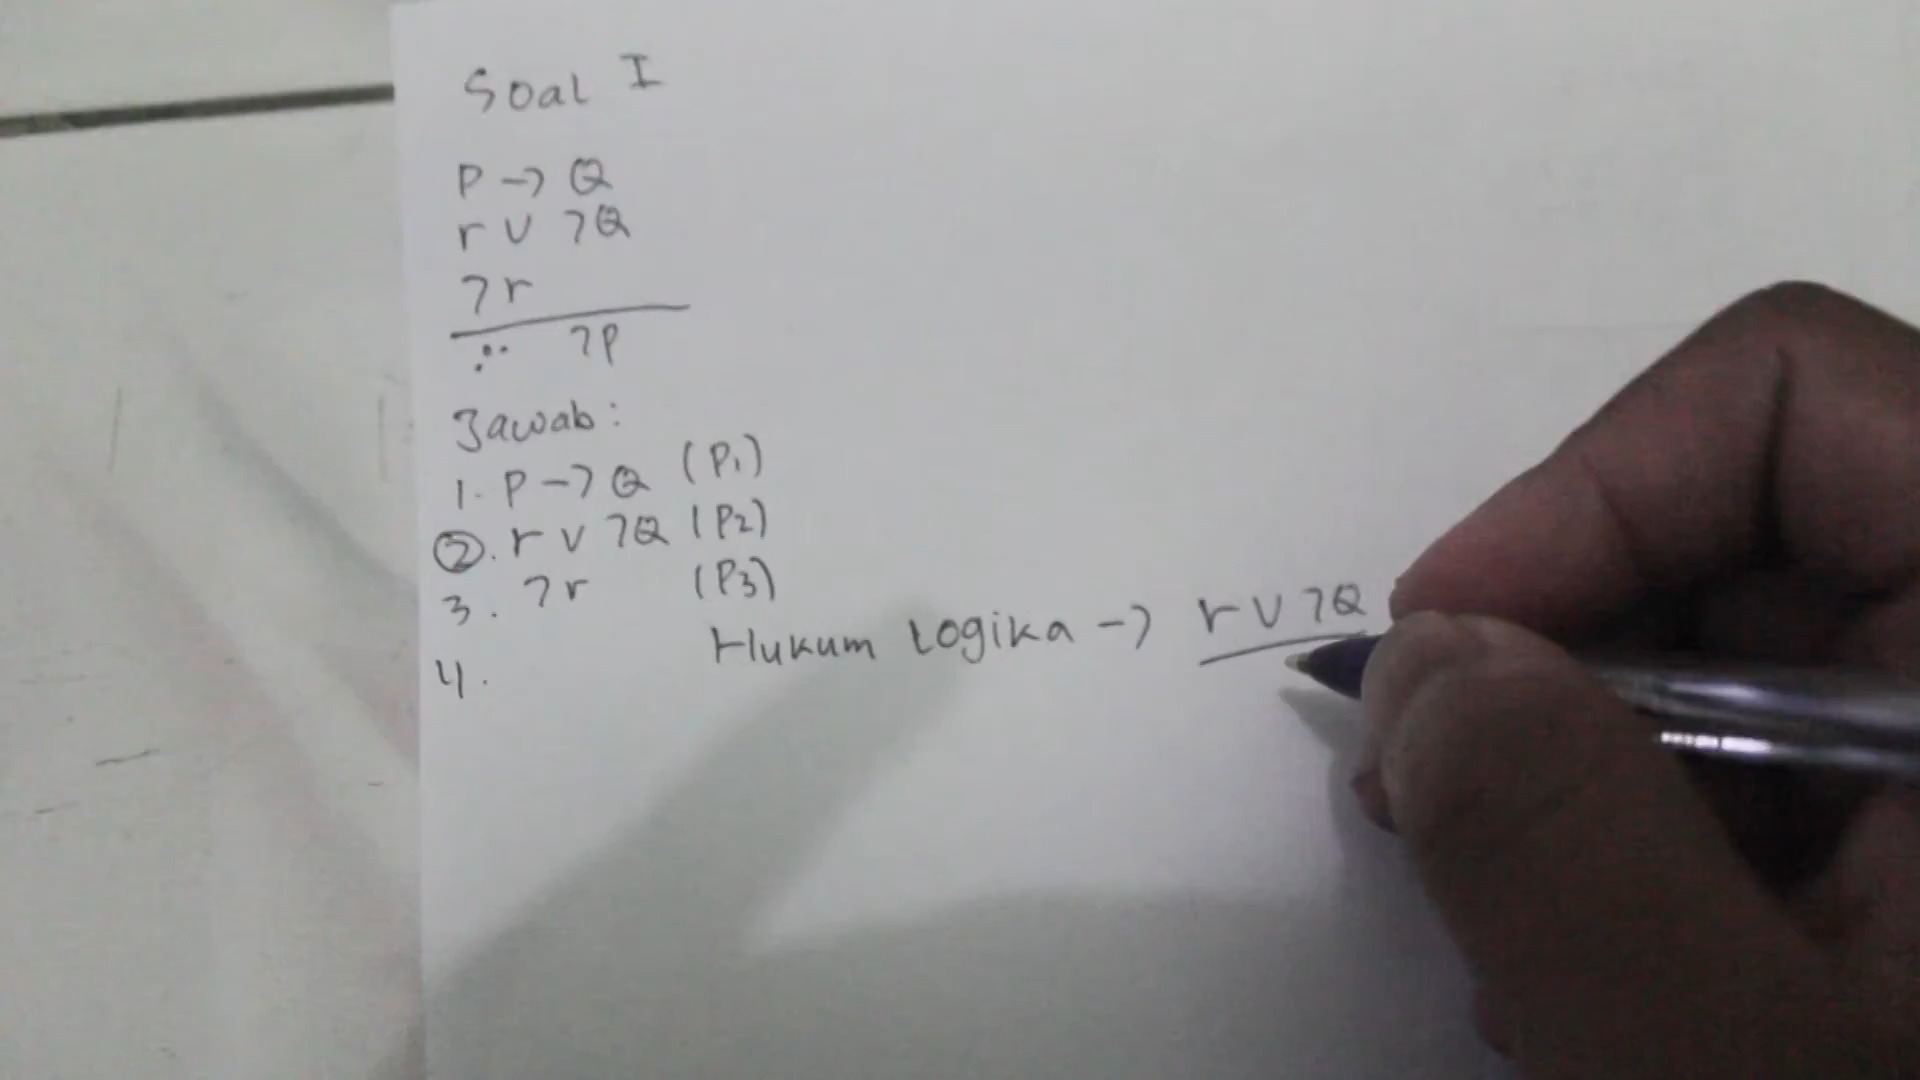 Soal I
P → Q
r ∨ ¬Q
¬r
∴ ¬P
Jawab:
1. P → Q (P1)
②. r ∨ ¬Q (P2)
3. ¬r (P3)
Hukum Logika → r ∨ ¬Q
4.